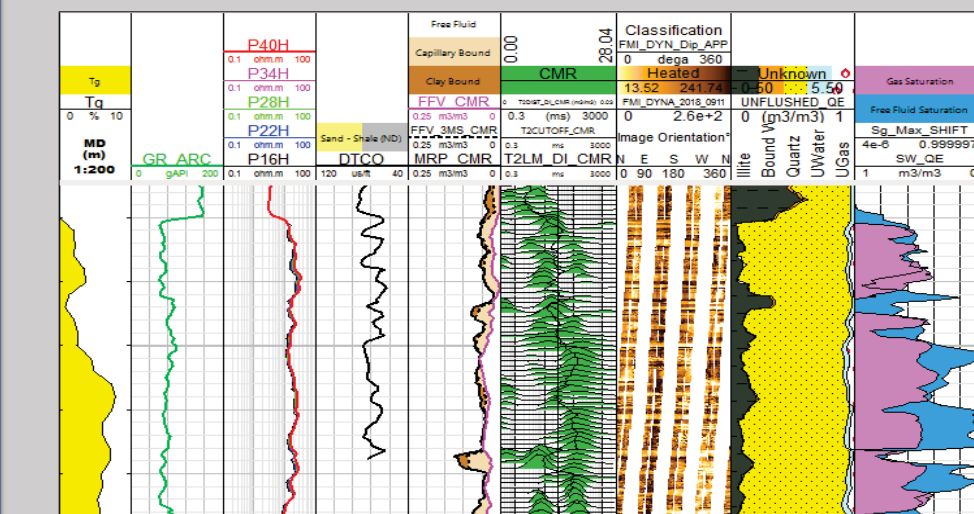 Tg
Tg
0 % 10
MD
(m)
1:200
GR_ARC
0 gAPI 200
P40H
0.1 ohm.m 100
P34H
0.1 ohm.m 100
P28H
0.1 ohm.m 100
P22H
0.1 ohm.m 100
P16H
0.1 ohm.m 100
Sand - Shale (ND)
DTCO
120 us/ft 40
Free Fluid
Capillary Bound
Clay Bound
FFV_CMR
0.25 m3/m3 0
FFV_3MS_CMR
0.25 m3/m3 0
MRP_CMR
0.25 m3/m3 0
0.00 28.04
CMR
0.3 (ms) 3000
T2CUTOFF_CMR
0.3 ms 3000
T2LM_DI_CMR
0.3 ms 3000
Classification
FMI_DYN_Dip_APP
0 dega 360
Heated
13.52 241.74
FMI_DYNA_2018_0911
0 2.6e+2
Image Orientation°
N E S W N
0 90 180 360
Unknown
0.50 5.50
UNFLUSHED_QE
0 (m3/m3) 1
Illite
Bound W
Quartz
UWater
UGas
Gas Saturation
Free Fluid Saturation
Sg_Max_SHIFT
4e-6 0.999997
SW_QE
1 m3/m3 0